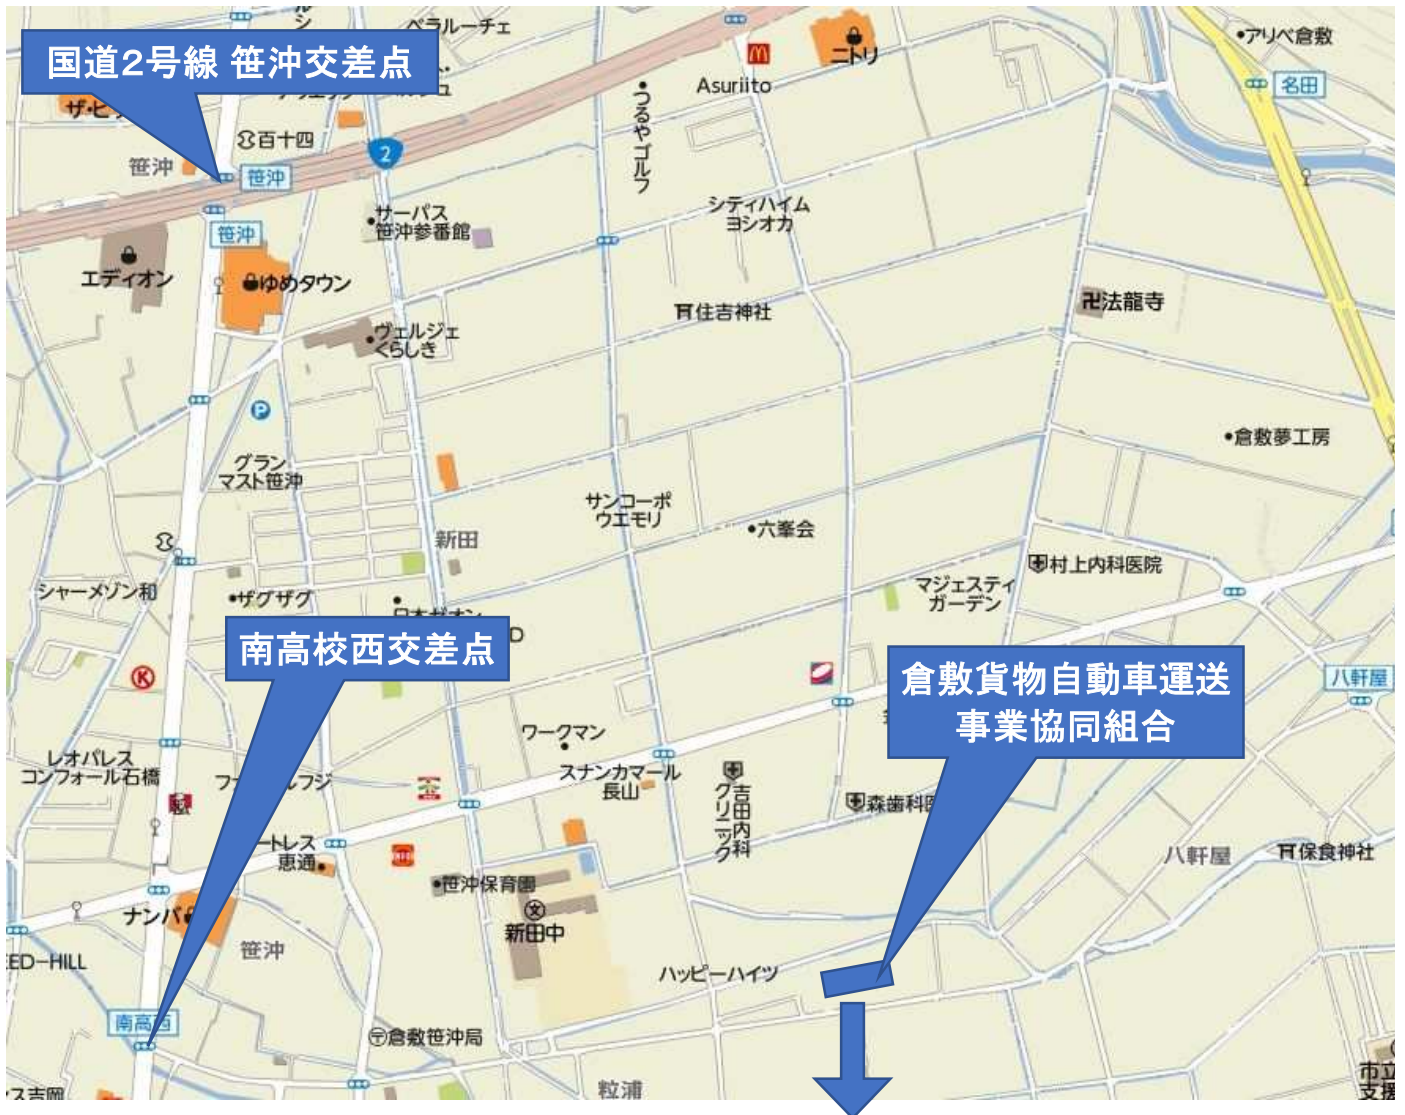 ベラルーチェ
国道2号線 笹沖交差点
アリベ倉敷
ニトリ
Asuriito
名田
つるやゴルフ
百十四
2
笹沖
笹沖
笹沖
サーパス
笹沖参番館
シティハイム
ヨシオカ
エディオン
ゆめタウン
住吉神社
卍法龍寺
ヴェルジェ
くらしき
P
倉敷夢工房
グラン
マスト笹沖
サンコーポ
ウエモリ
六峯会
新田
村上内科医院
シャーメゾン和
ザグザグ
マジェスティ
ガーデン
南高校西交差点
倉敷貨物自動車運送
事業協同組合
八軒屋
K
ワークマン
レオパレス
コンフォール石橋
スナンカマール
長山
吉田内科
クリニック
森歯科医
恵通
笹沖保育園
八軒屋
保食神社
ナンバ
文
新田中
笹沖
ハッピーハイツ
南高西
〒倉敷笹沖局
粒浦
市立
支援